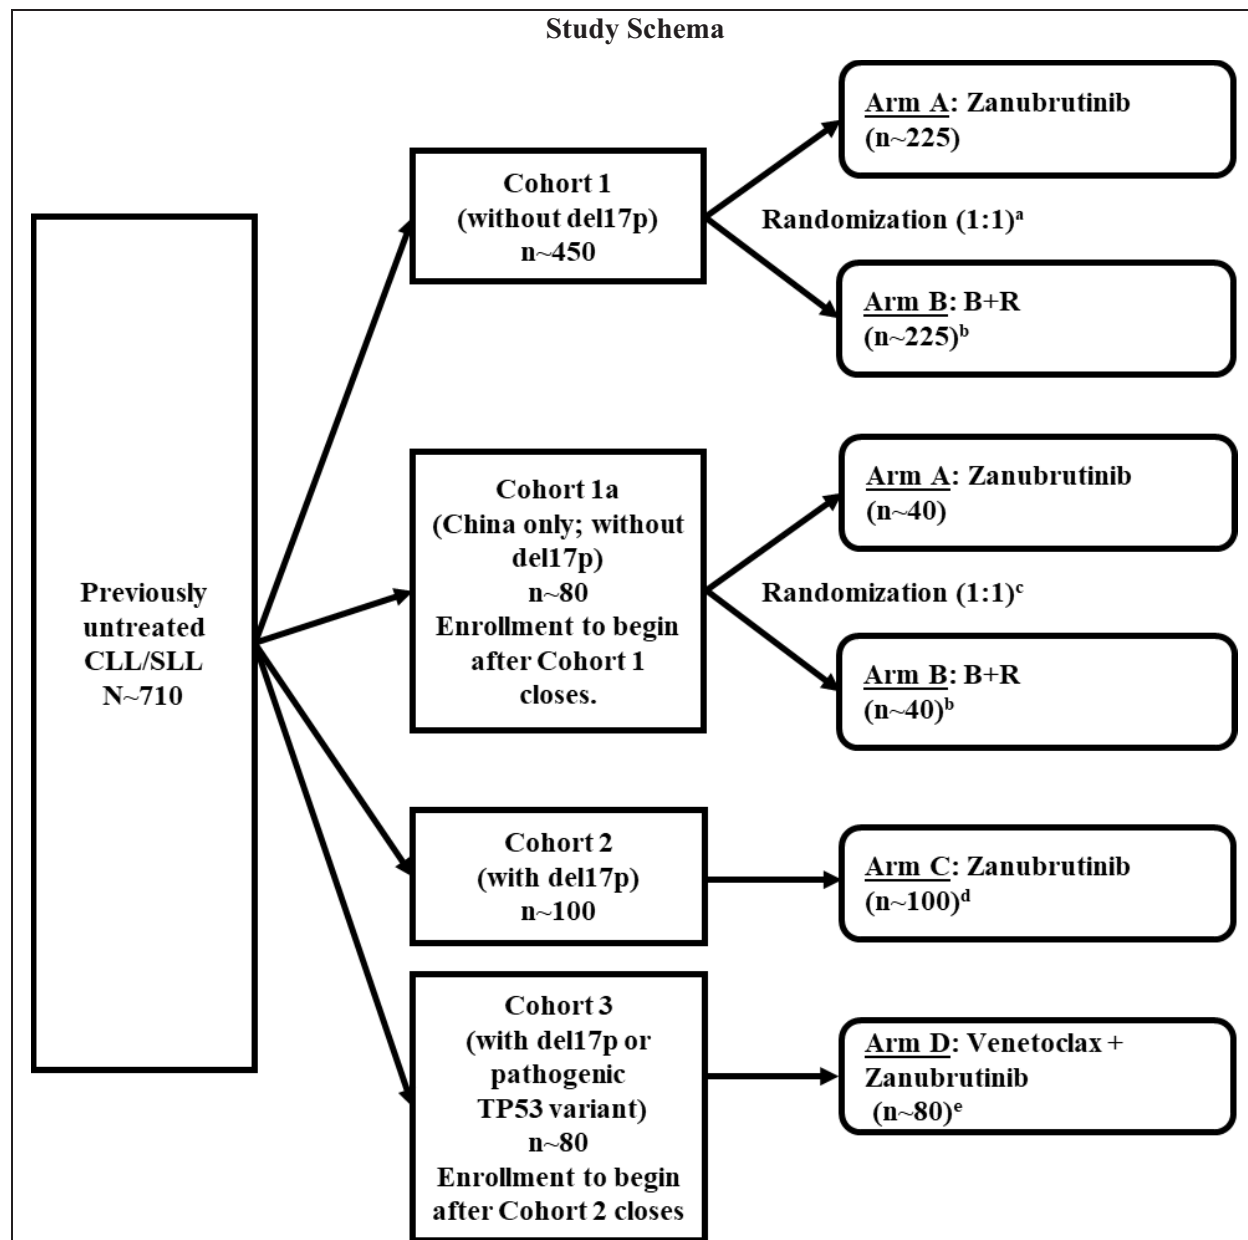 Study Schema
Previously
untreated
CLL/SLL
N~710
Cohort 1
(without del17p)
n~450
Arm A: Zanubrutinib
(n~225)
Randomization (1:1)ᵃ
Arm B: B+R
(n~225)ᵇ
Cohort 1a
(China only; without
del17p)
n~80
Enrollment to begin
after Cohort 1
closes.
Arm A: Zanubrutinib
(n~40)
Randomization (1:1)ᶜ
Arm B: B+R
(n~40)ᵇ
Cohort 2
(with del17p)
n~100
Arm C: Zanubrutinib
(n~100)ᵈ
Cohort 3
(with del17p or
pathogenic
TP53 variant)
n~80
Enrollment to begin
after Cohort 2 closes
Arm D: Venetoclax +
Zanubrutinib
(n~80)ᵉ